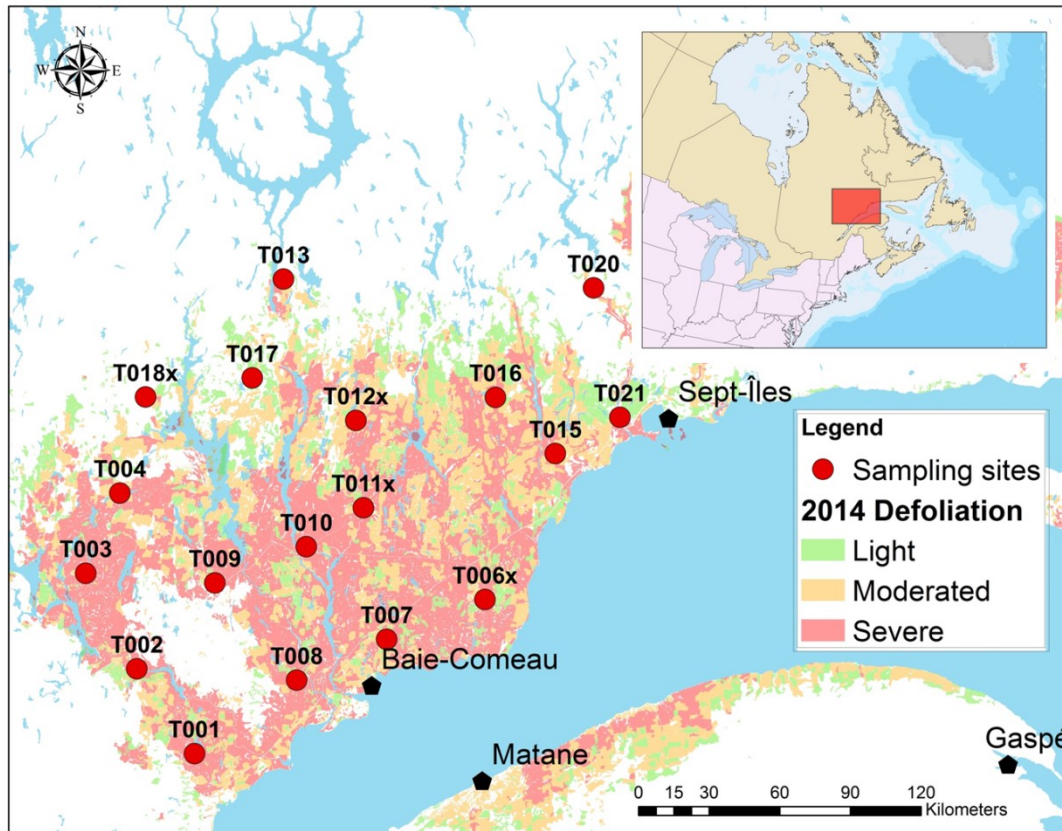 N
W E
S
T013
T020
T017
T018x
T016
T012x
T021
Sept-Îles
T015
T004
T011x
T010
T003
T009
T006x
T007
Baie-Comeau
T002
T008
T001
Matane
Gaspé
Legend
Sampling sites
2014 Defoliation
Light
Moderated
Severe
0 15 30 60 90 120
Kilometers